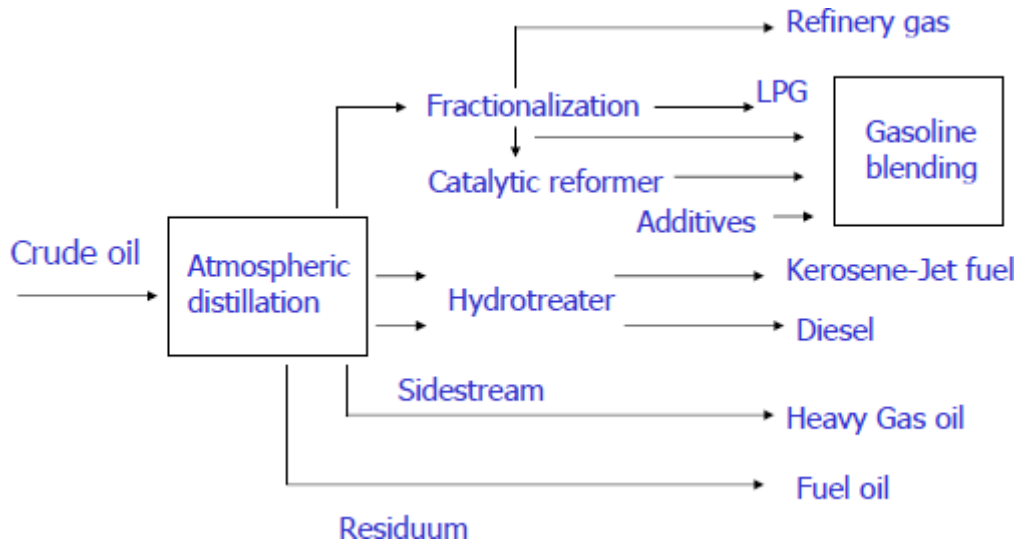 Refinery gas
Fractionalization
LPG
Gasoline
blending
Catalytic reformer
Additives
Crude oil
Atmospheric
distillation
Hydrotreater
Kerosene-Jet fuel
Diesel
Sidestream
Heavy Gas oil
Fuel oil
Residuum